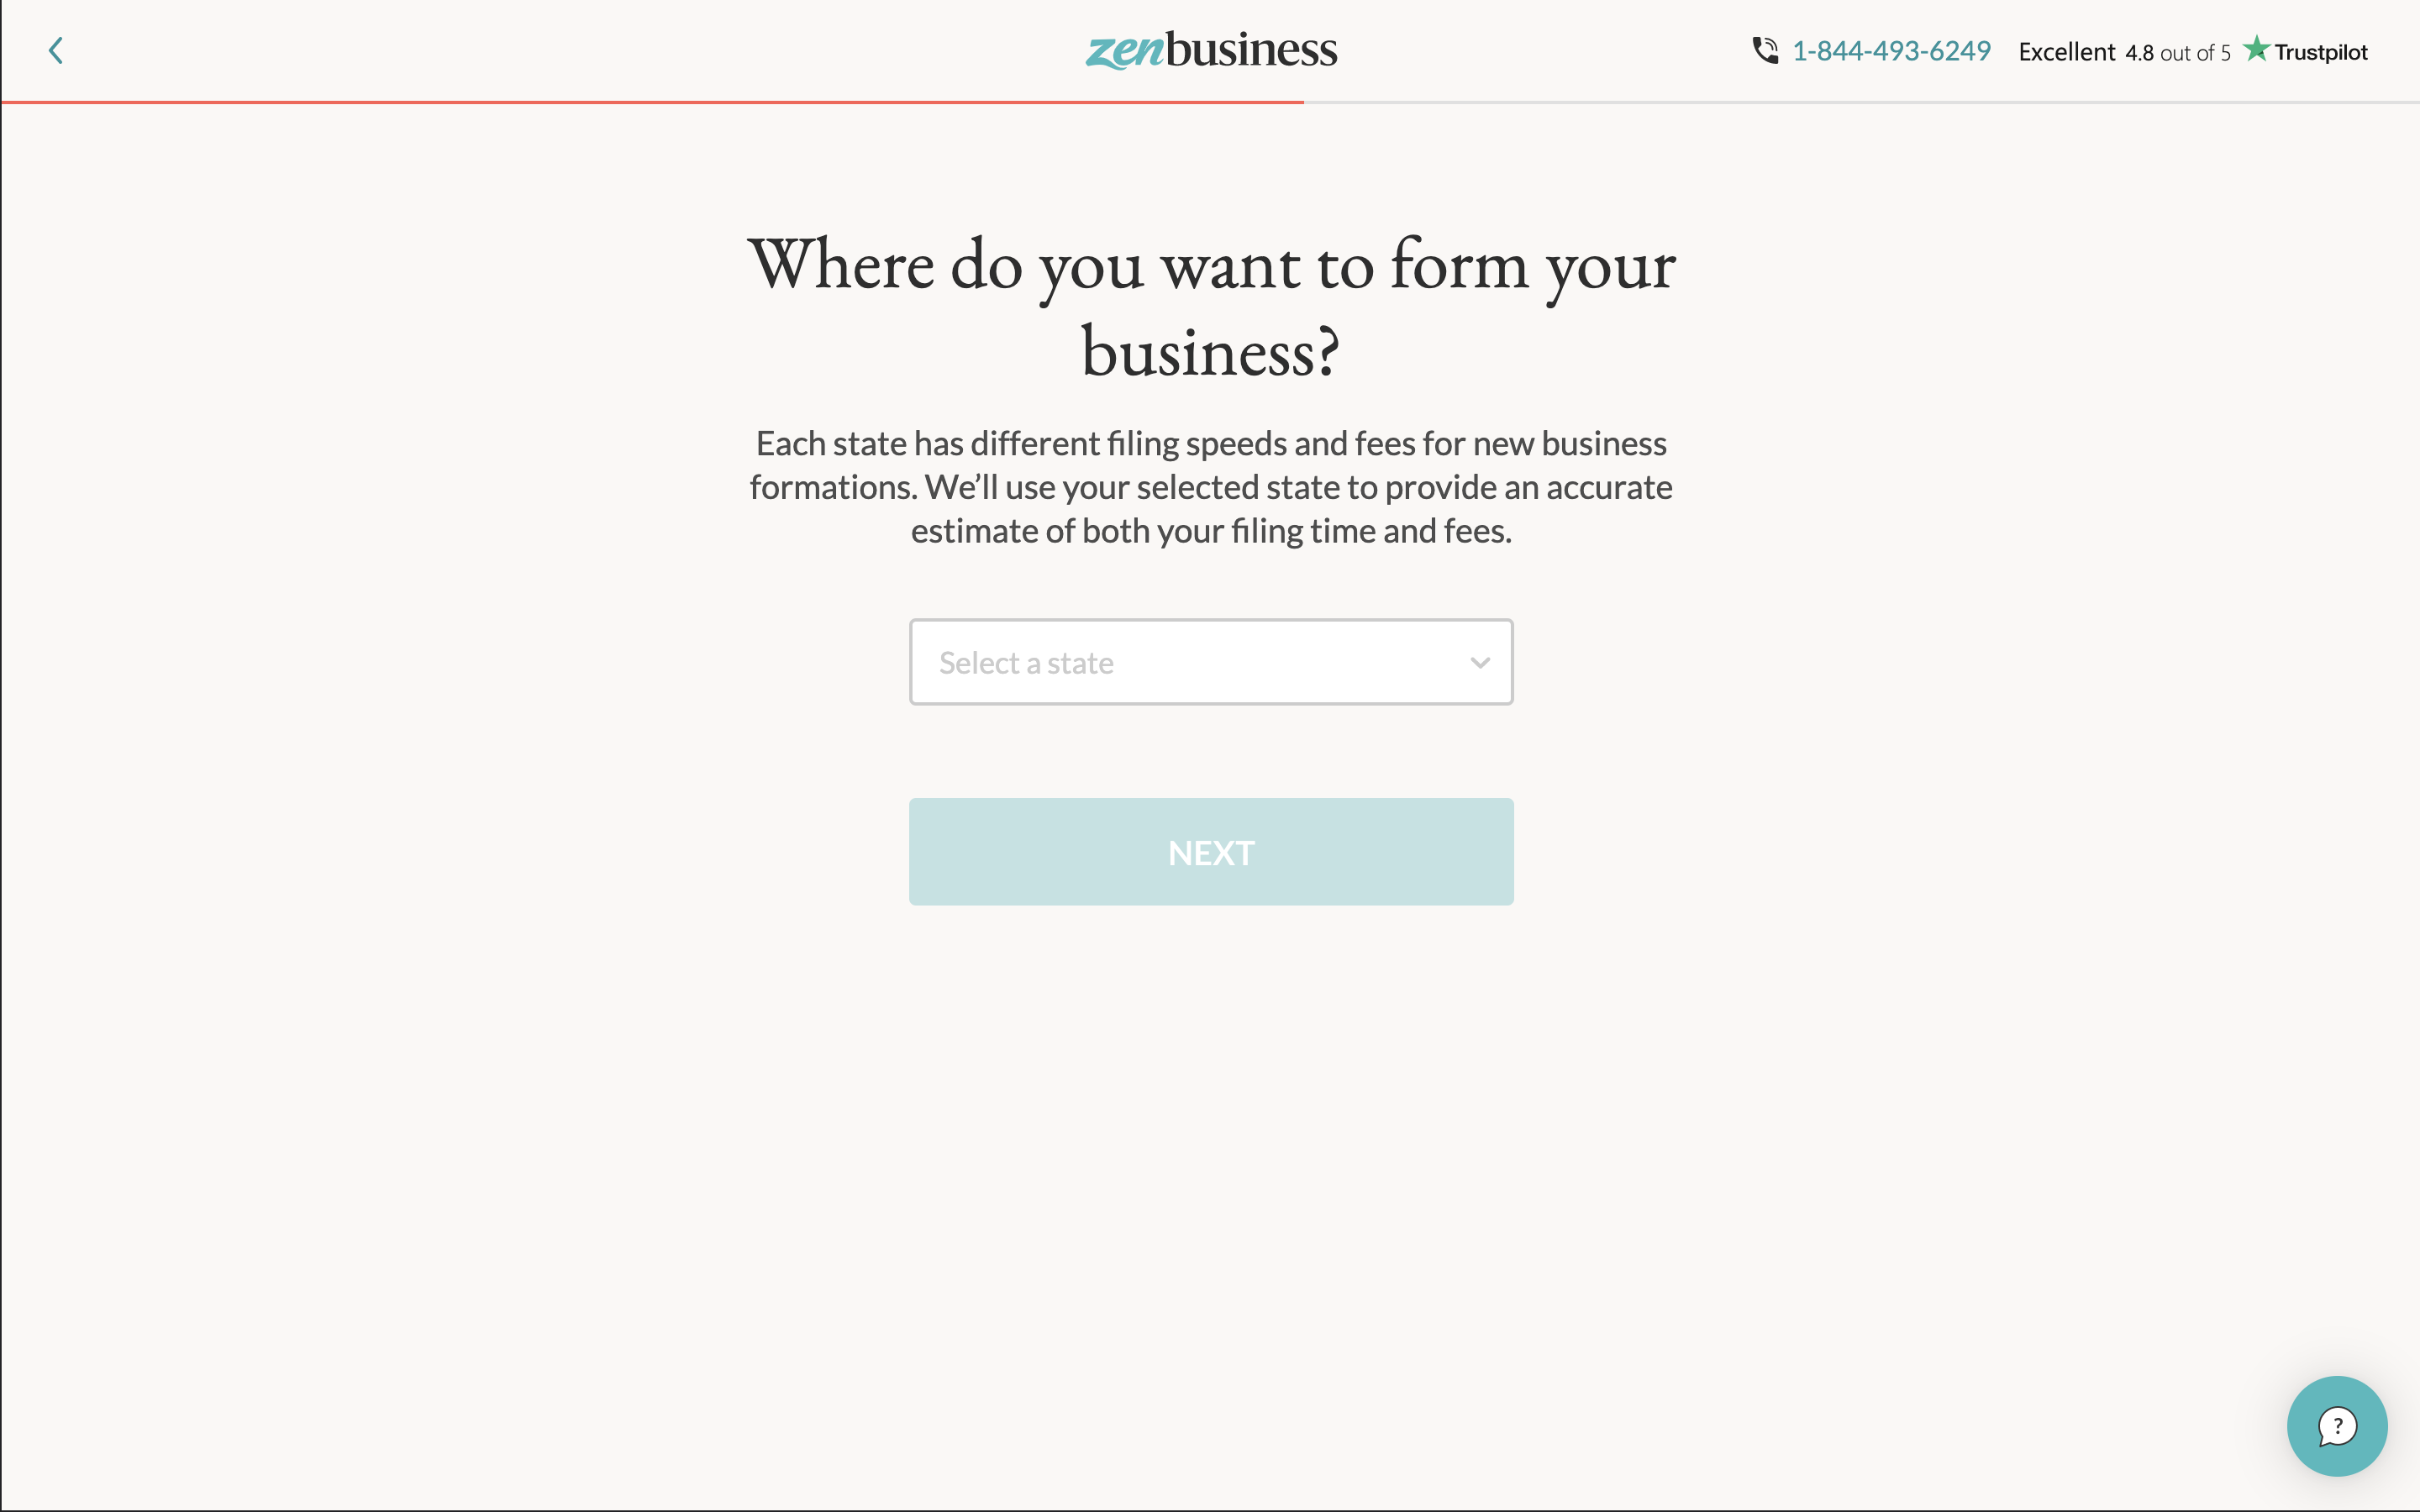 zenbusiness
1-844-493-6249
Excellent 4.8 out of 5 Trustpilot
Where do you want to form your
business?
Each state has different filing speeds and fees for new business
formations. We’ll use your selected state to provide an accurate
estimate of both your filing time and fees.
Select a state
NEXT
?